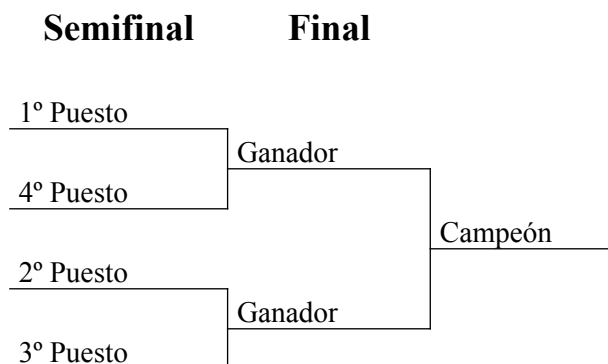 Semifinal Final
1º Puesto
Ganador
4º Puesto
Campeón
2º Puesto
Ganador
3º Puesto